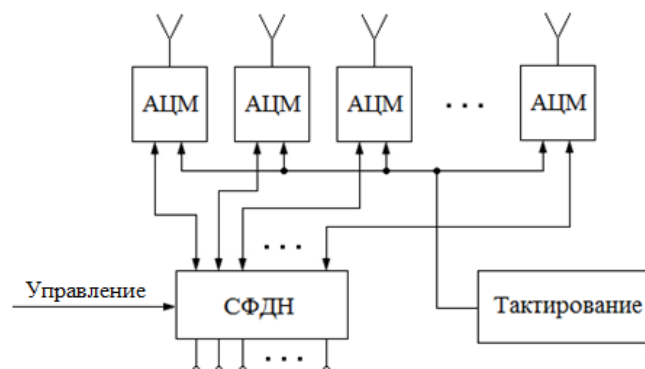 АЦМ АЦМ АЦМ ... АЦМ
...
Управление
СФДН
Тактирование
...